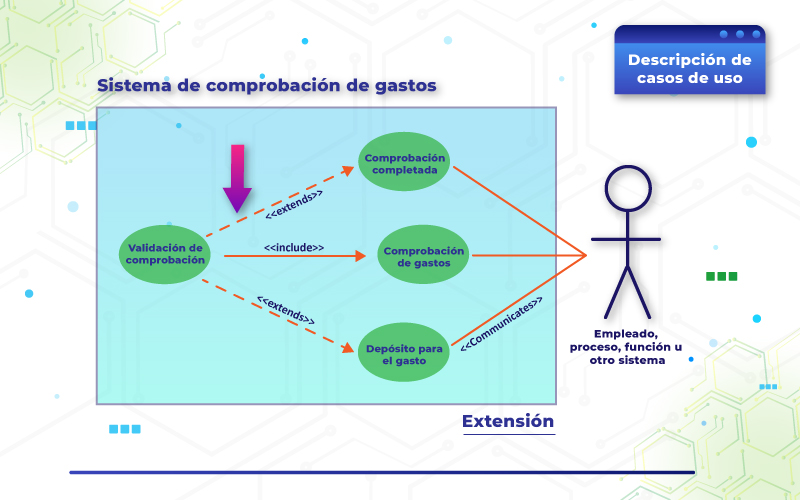 Descripción de
casos de uso
Sistema de comprobación de gastos
Comprobación
completada
<<extends>>
Validación de
comprobación
<<include>>
Comprobación
de gastos
<<extends>>
<<Communicates>>
Depósito para
el gasto
Empleado,
proceso, función u
otro sistema
Extensión